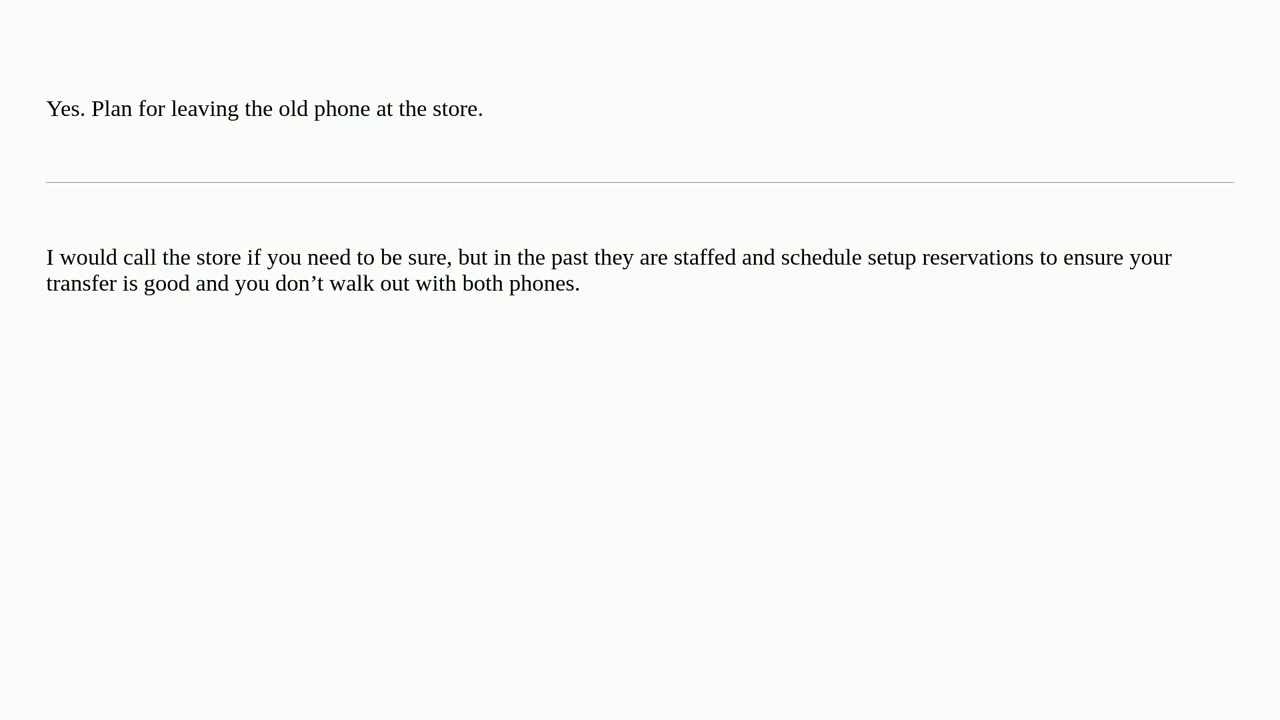 Yes. Plan for leaving the old phone at the store.
I would call the store if you need to be sure, but in the past they are staffed and schedule setup reservations to ensure your
transfer is good and you don’t walk out with both phones.